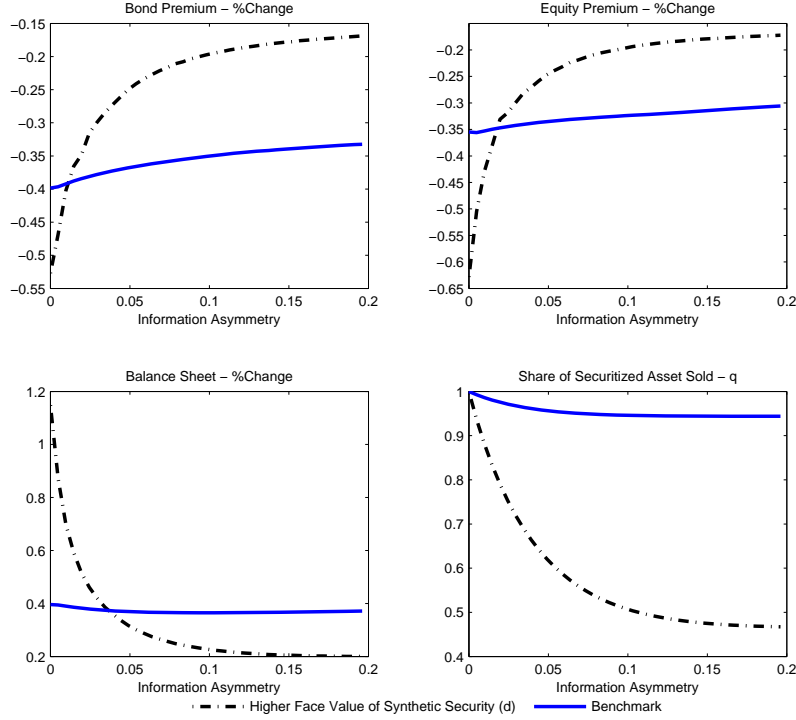 Bond Premium – %Change
−0.15
−0.2
−0.25
−0.3
−0.35
−0.4
−0.45
−0.5
−0.55
0 0.05 0.1 0.15 0.2
Information Asymmetry
Equity Premium – %Change
−0.2
−0.25
−0.3
−0.35
−0.4
−0.45
−0.5
−0.55
−0.6
−0.65
0 0.05 0.1 0.15 0.2
Information Asymmetry
Balance Sheet – %Change
1.2
1
0.8
0.6
0.4
0.2
0 0.05 0.1 0.15 0.2
Information Asymmetry
Share of Securitized Asset Sold – q
1
0.9
0.8
0.7
0.6
0.5
0.4
0 0.05 0.1 0.15 0.2
Information Asymmetry
Higher Face Value of Synthetic Security (d) Benchmark